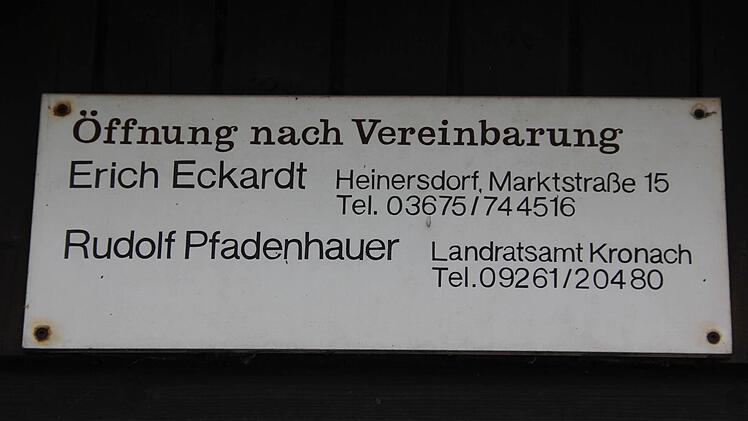 Öffnung nach Vereinbarung
Erich Eckardt Heinersdorf, Marktstraße 15
Tel. 03675/744516
Rudolf Pfadenhauer Landratsamt Kronach
Tel.09261/20480